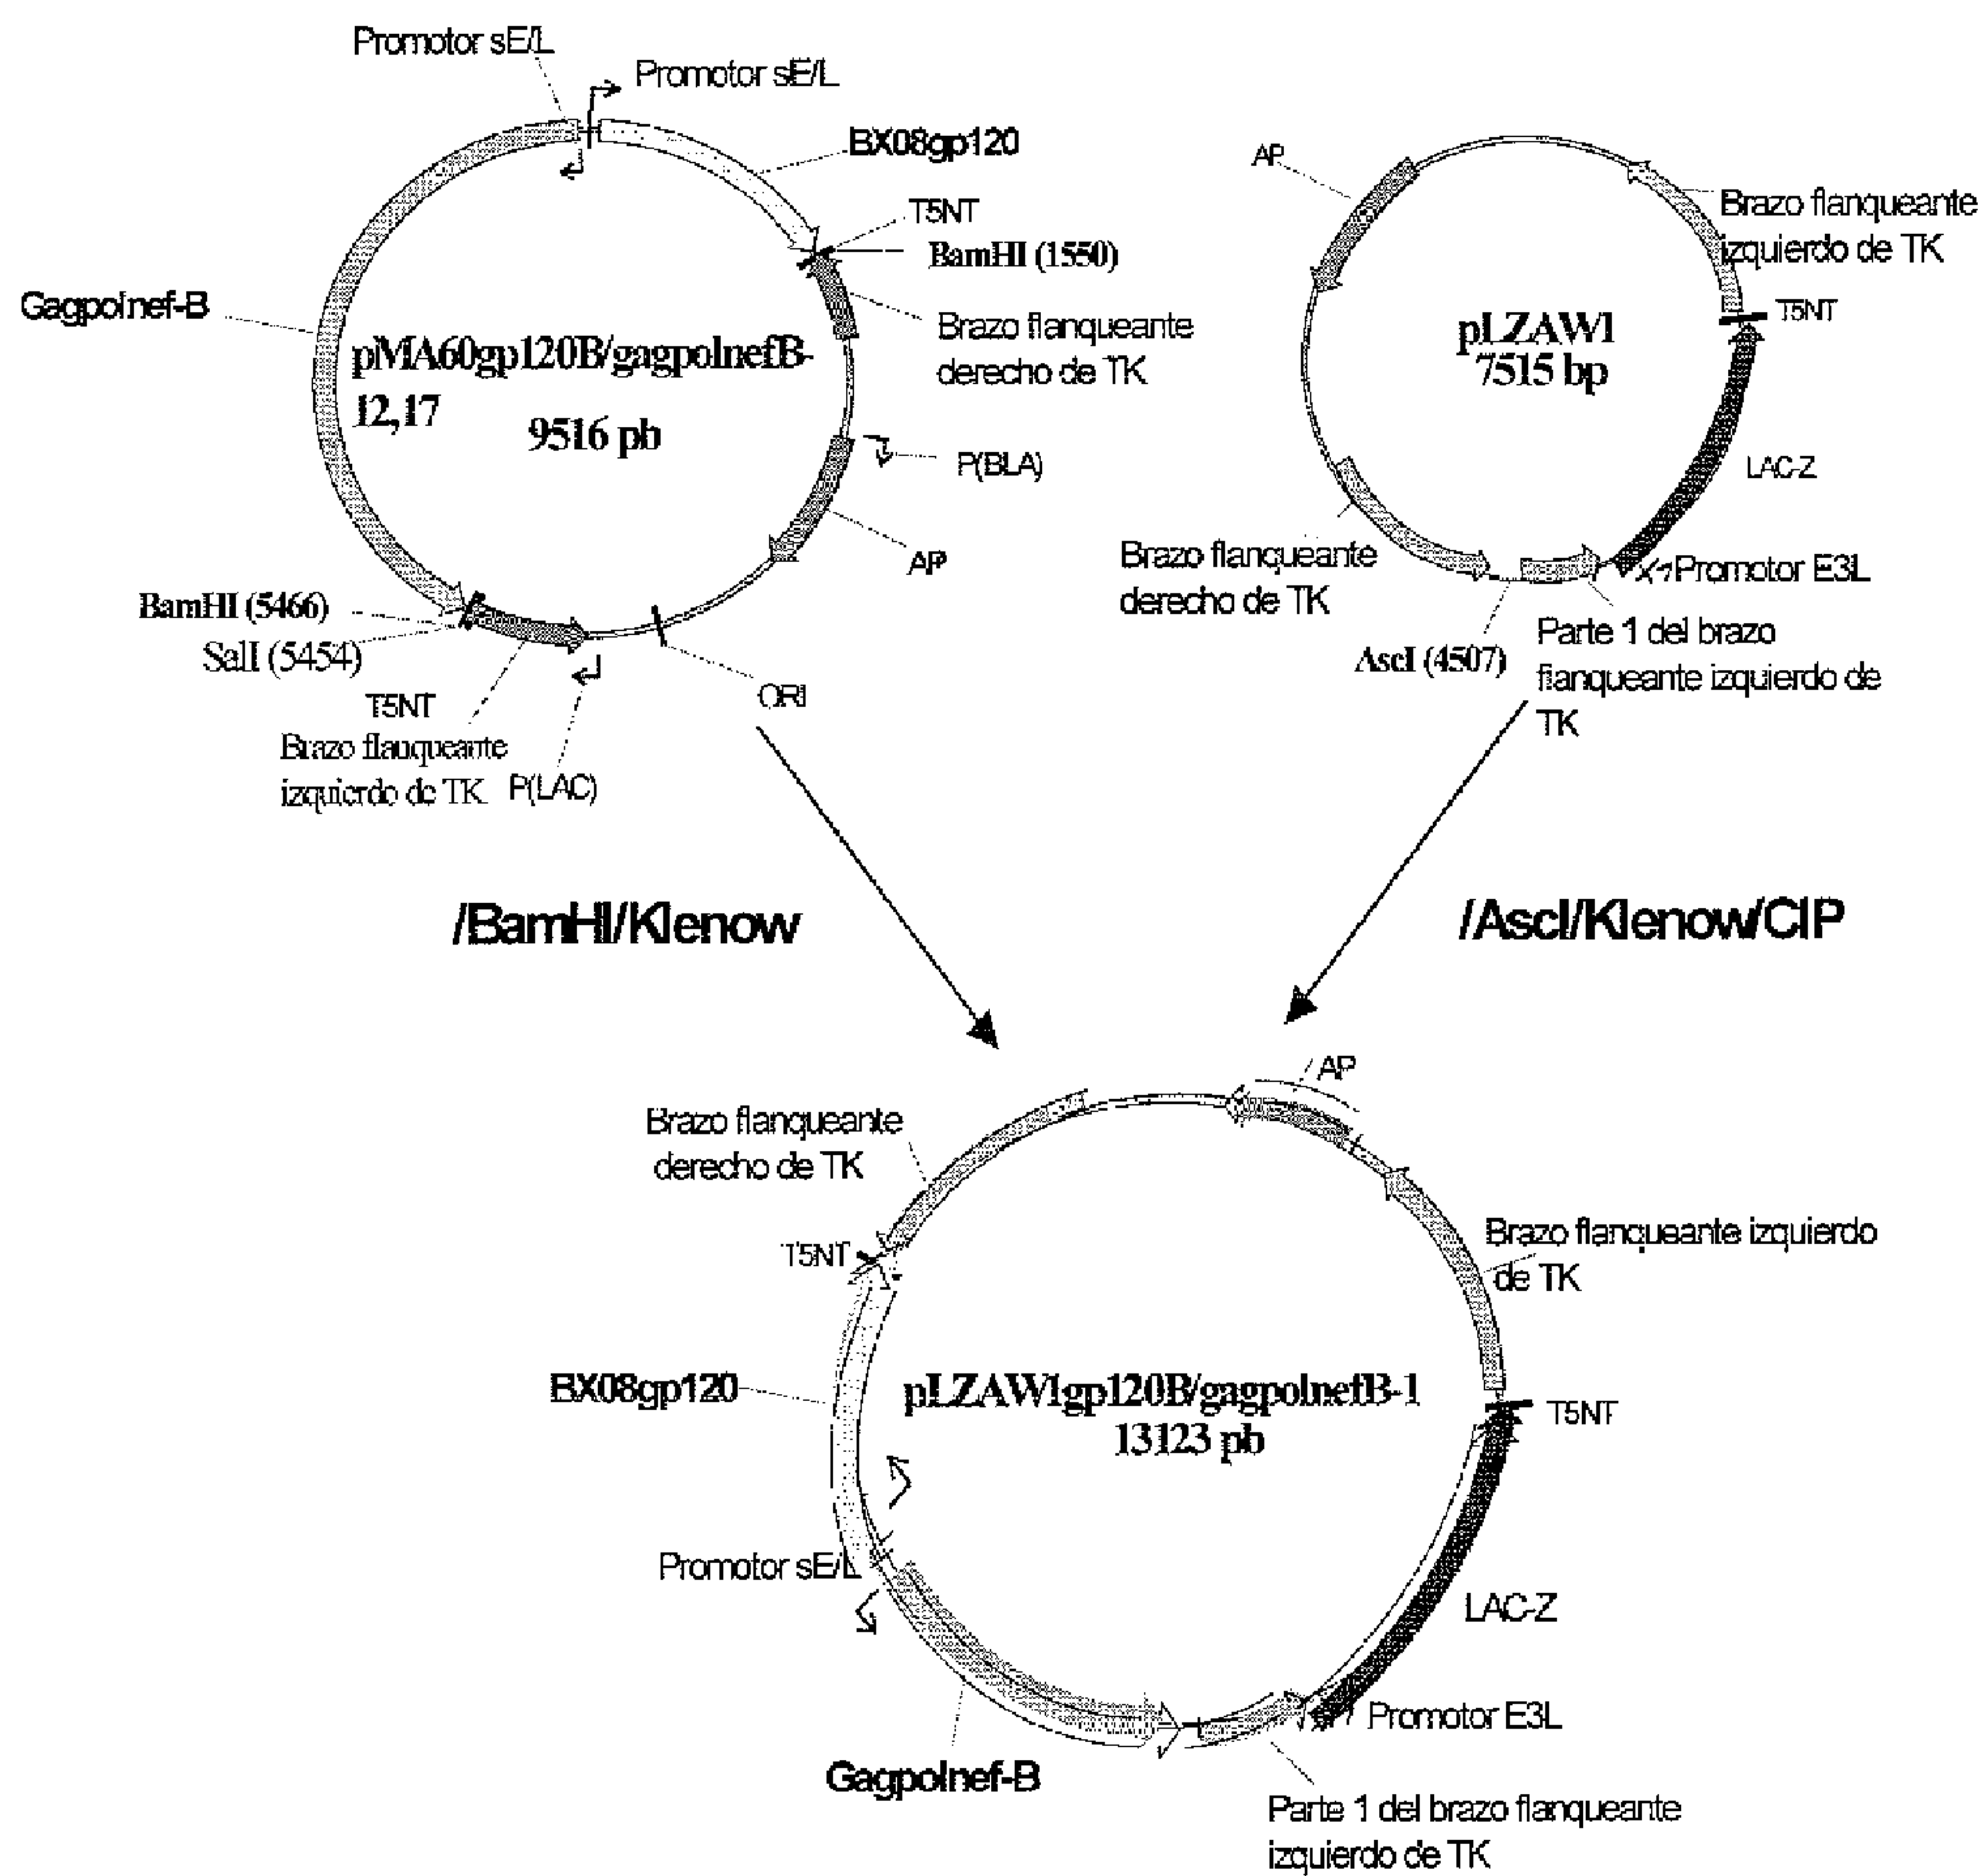 Promotor sE/L
Promotor sE/L
BX08gp120
T5NT
BamHI (1550)
Brazo flanqueante
derecho de TK
P(BLA)
AP
ORI
P(LAC)
T5NT
Brazo flanqueante
izquierdo de TK
SalI (5454)
BamHI (5466)
Gagpolnef-B
pMA60gp120B/gagpolnefB-
12,17
9516 pb
AP
Brazo flanqueante
izquierdo de TK
T5NT
pLZAW1
7515 bp
LAC-Z
Promotor E3L
Brazo flanqueante
derecho de TK
AscI (4507)
Parte 1 del brazo
flanqueante izquierdo de
TK
/BamHI/Klenow
/AscI/Klenow/CIP
AP
Brazo flanqueante
derecho de TK
T5NT
Brazo flanqueante izquierdo
de TK
BX08gp120
pLZAW1gp120B/gagpolnefB-1
13123 pb
T5NT
Promotor sE/L
LAC-Z
Promotor E3L
Gagpolnef-B
Parte 1 del brazo flanqueante
izquierdo de TK